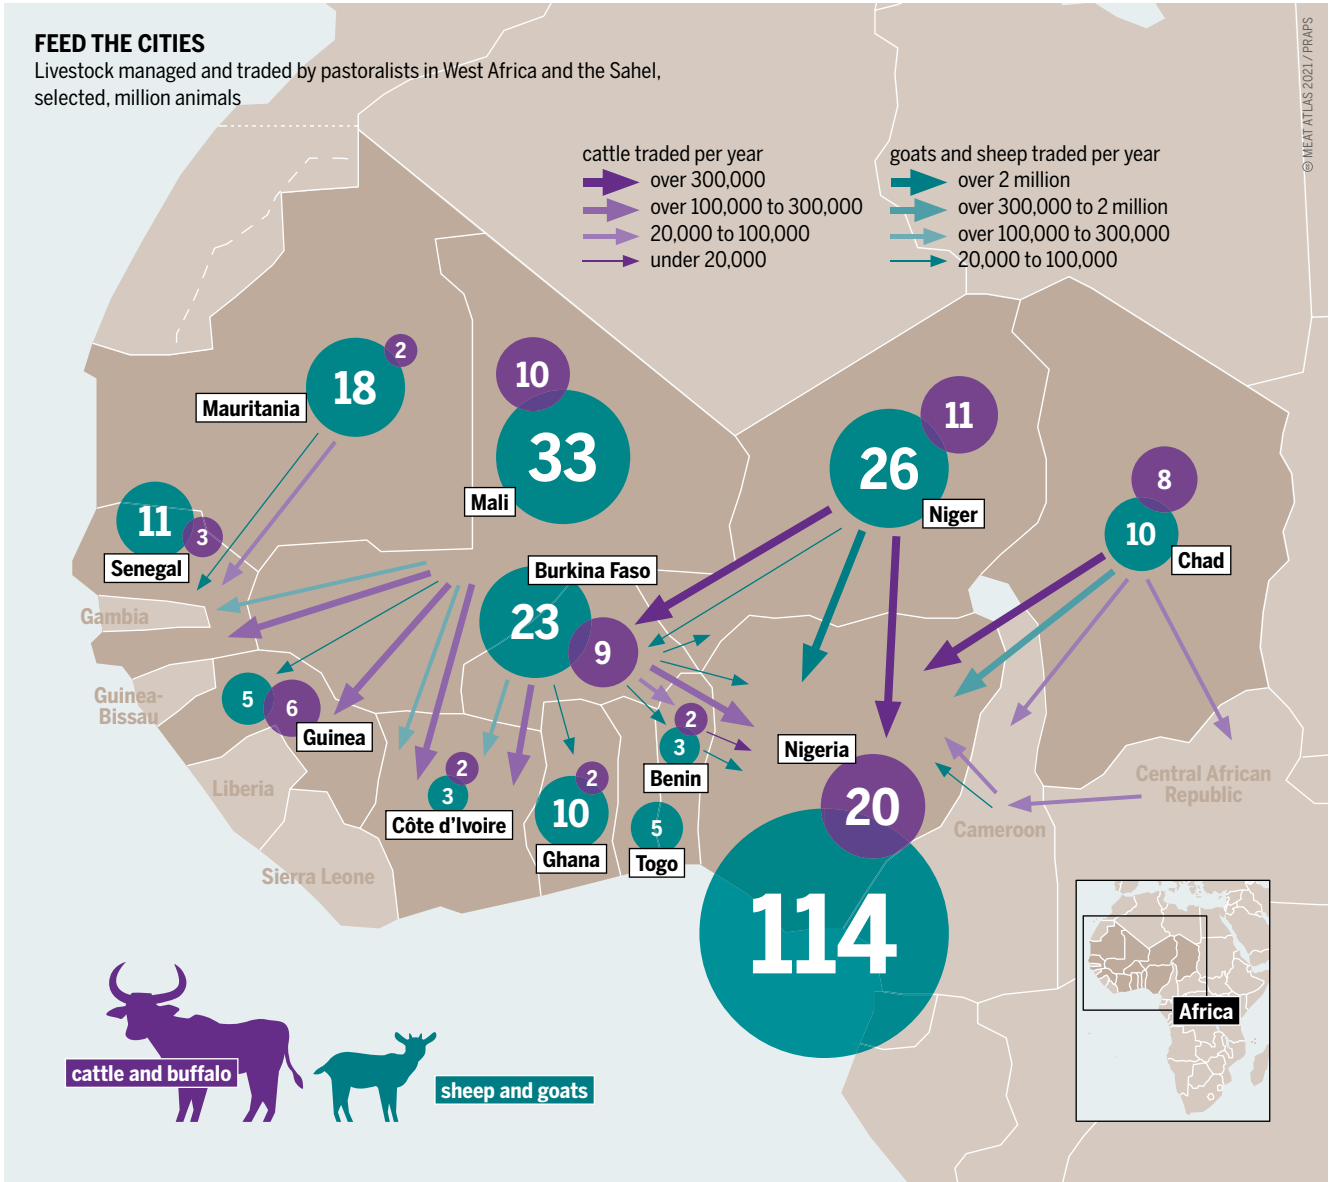 FEED THE CITIES
Livestock managed and traded by pastoralists in West Africa and the Sahel,
selected, million animals
© MEAT ATLAS 2021 / PRAPS
cattle traded per year
over 300,000
over 100,000 to 300,000
20,000 to 100,000
under 20,000
goats and sheep traded per year
over 2 million
over 300,000 to 2 million
over 100,000 to 300,000
20,000 to 100,000
2
18
Mauritania
10
33
Mali
11
26
Niger
8
10
Chad
11
3
Senegal
Gambia
Guinea-
Bissau
Burkina Faso
23
9
5
6
Guinea
Liberia
Sierra Leone
2
3
Côte d'Ivoire
2
10
Ghana
5
Togo
2
3
Benin
Nigeria
20
114
Cameroon
Central African
Republic
Africa
cattle and buffalo
sheep and goats